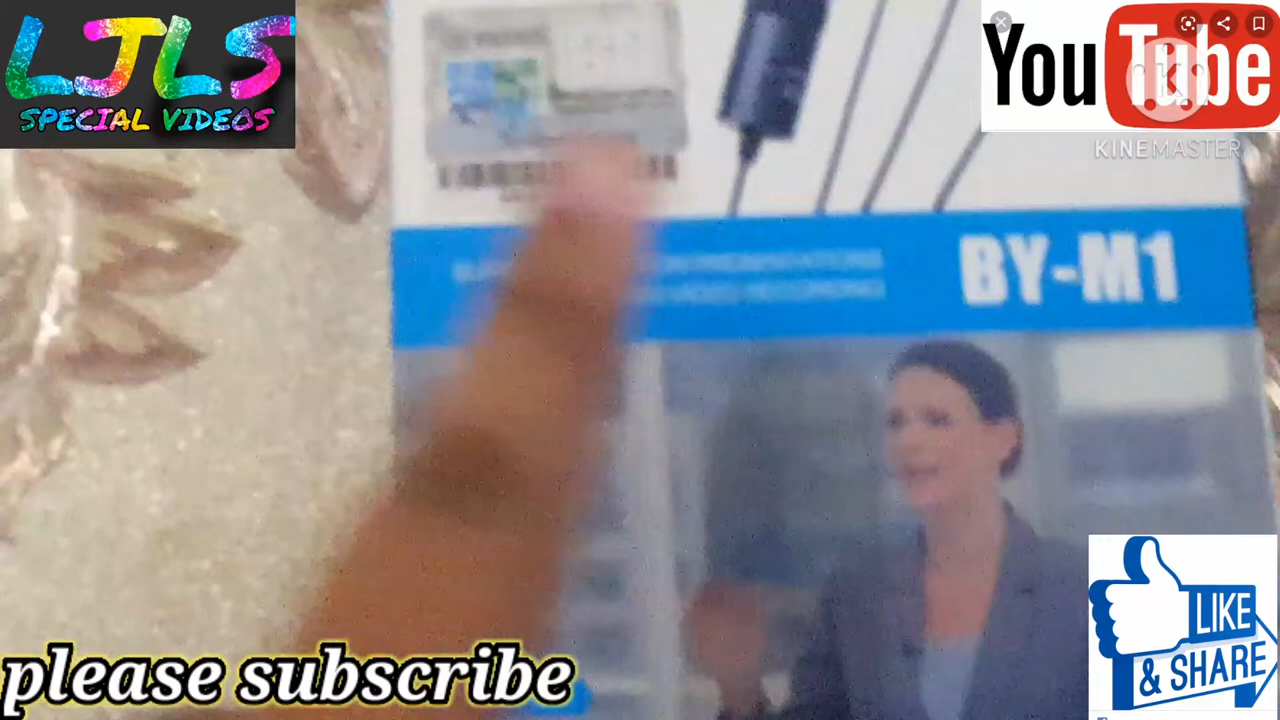 LJLS
SPECIAL VIDEOS
YouTube
KINEMASTER
BY-M1
LIKE
& SHARE
please subscribe